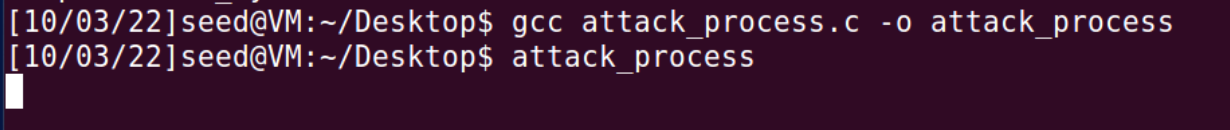 [10/03/22]seed@VM:~/Desktop$ gcc attack_process.c -o attack_process
[10/03/22]seed@VM:~/Desktop$ attack_process